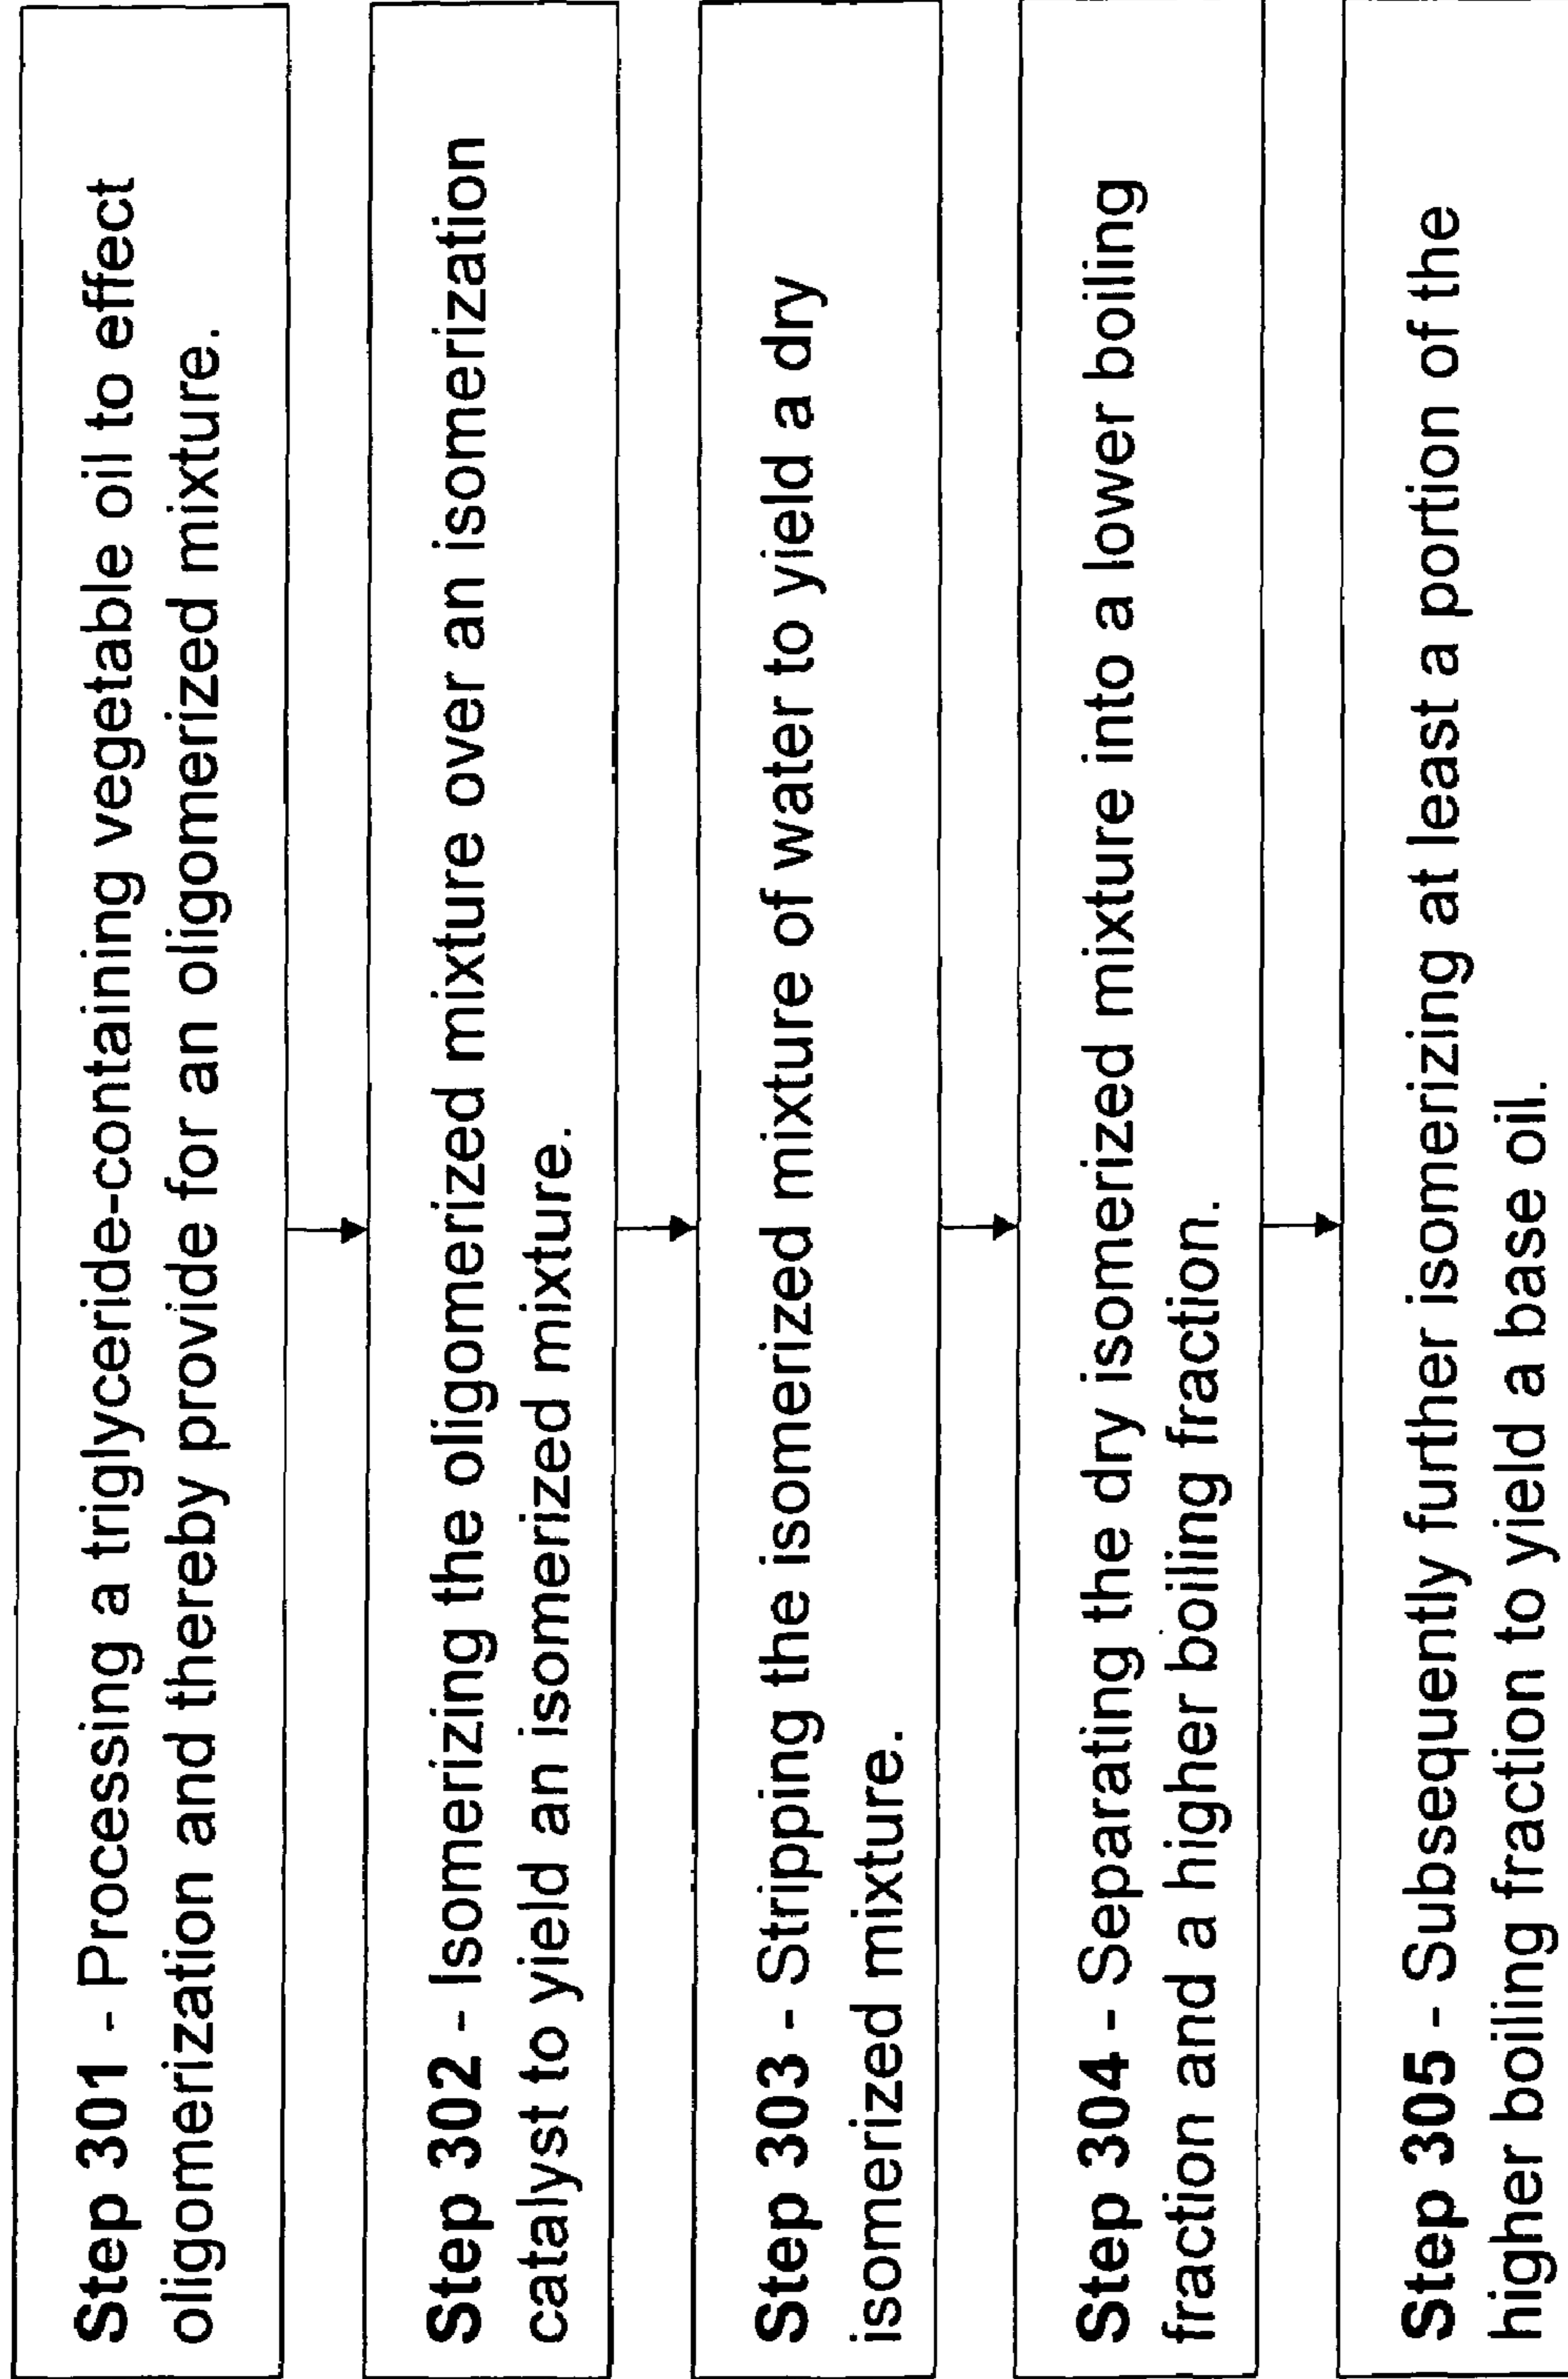 Step 301 - Processing a triglyceride-containing vegetable oil to effect
oligomerization and thereby provide for an oligomerized mixture.
Step 302 - Isomerizing the oligomerized mixture over an isomerization
catalyst to yield an isomerized mixture.
Step 303 - Stripping the isomerized mixture of water to yield a dry
isomerized mixture.
Step 304 - Separating the dry isomerized mixture into a lower boiling
fraction and a higher boiling fraction.
Step 305 - Subsequently further isomerizing at least a portion of the
higher boiling fraction to yield a base oil.